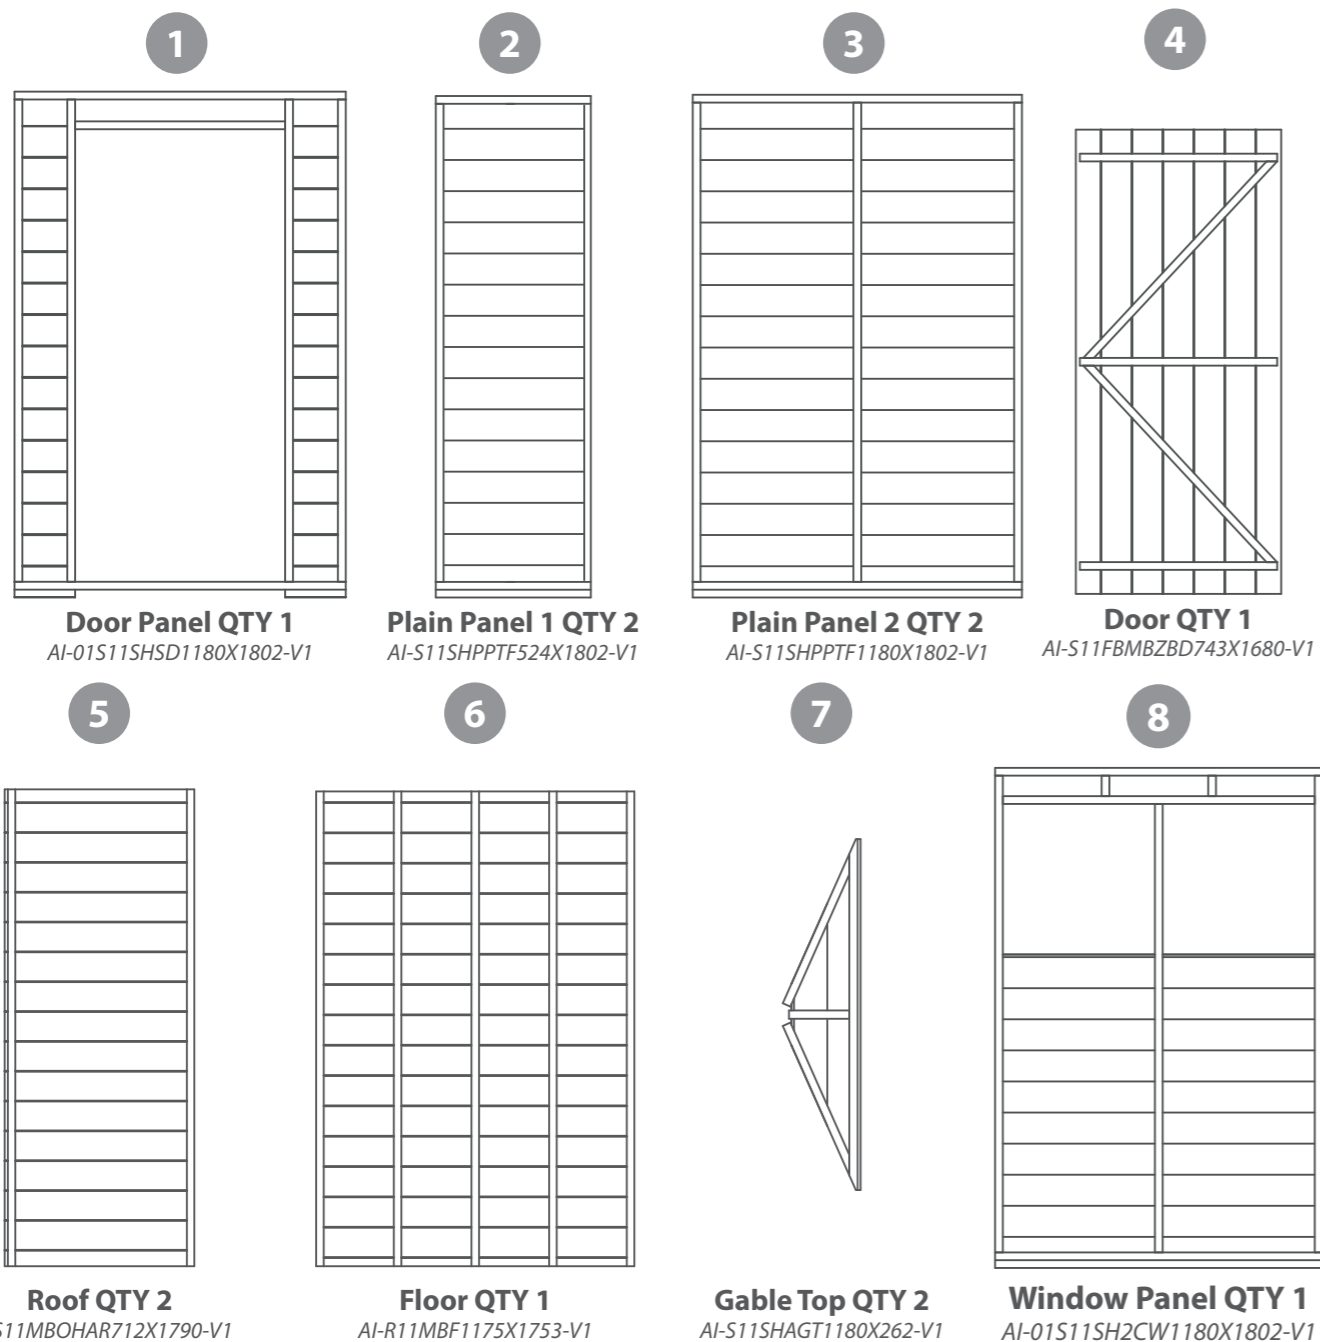 1
2
3
4
Door Panel QTY 1
AI-01S11SHSD1180X1802-V1
Plain Panel 1 QTY 2
AI-S11SHPPTF524X1802-V1
Plain Panel 2 QTY 2
AI-S11SHPPTF1180X1802-V1
Door QTY 1
AI-S11FBMBZBD743X1680-V1
5
6
7
8
Roof QTY 2
S11MBOHAR712X1790-V1
Floor QTY 1
AI-R11MBF1175X1753-V1
Gable Top QTY 2
AI-S11SHAGT1180X262-V1
Window Panel QTY 1
AI-01S11SH2CW1180X1802-V1